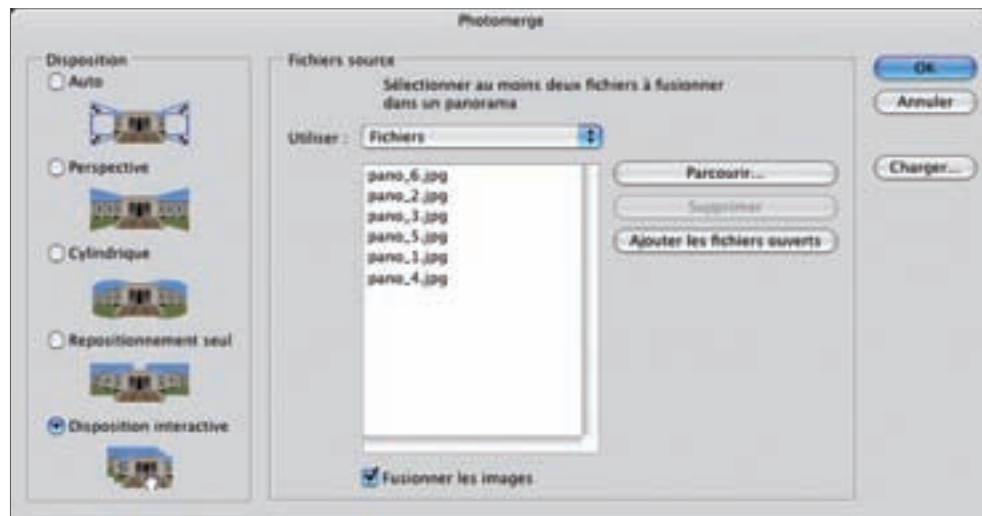 Photomerge
Disposition
Auto
Perspective
Cylindrique
Repositionnement seul
Disposition interactive
Fichiers source
Sélectionner au moins deux fichiers à fusionner
dans un panorama
Utiliser : Fichiers
pano_6.jpg
pano_2.jpg
pano_3.jpg
pano_5.jpg
pano_1.jpg
pano_4.jpg
Parcourir...
Supprimer
Ajouter les fichiers ouverts
Fusionner les images
OK
Annuler
Charger...